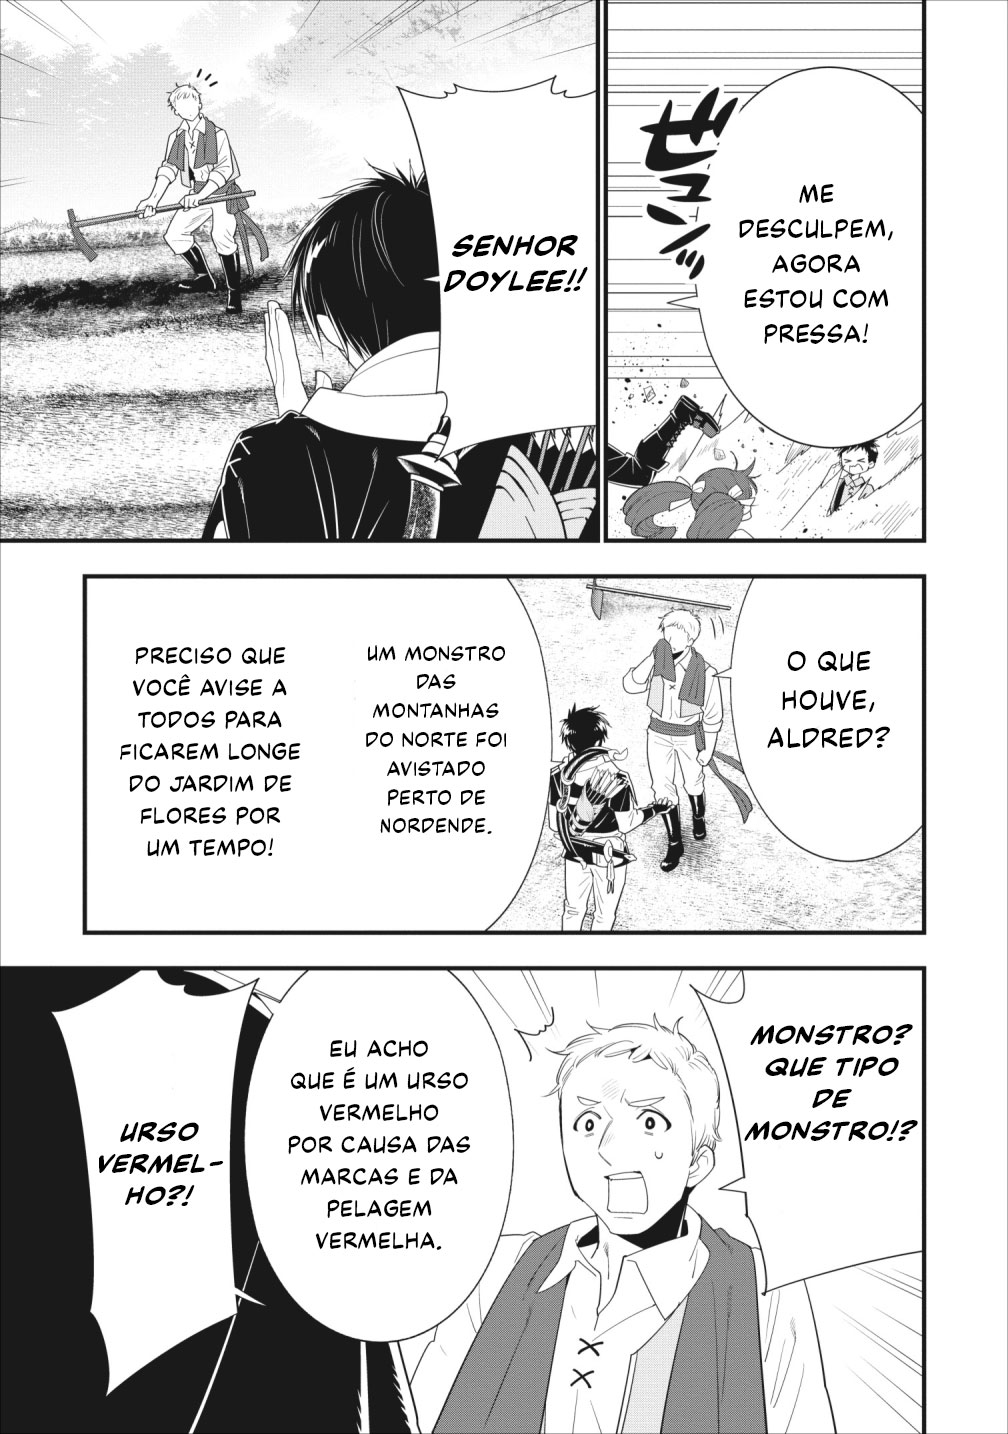 ME
DESCULPEM,
AGORA
ESTOU COM
PRESSA!
ゼエンッ
SENHOR
DOYLEE!!
O QUE
HOUVE,
ALDRED?
UM MONSTRO
DAS
MONTANHAS
DO NORTE FOI
AVISTADO
PERTO DE
NORDENDE.
PRECISO QUE
VOCÊ AVISE A
TODOS PARA
FICAREM LONGE
DO JARDIM DE
FLORES POR
UM TEMPO!
MONSTRO?
QUE TIPO
DE
MONSTRO!?
EU ACHO
QUE É UM URSO
VERMELHO
POR CAUSA DAS
MARCAS E DA
PELAGEM
VERMELHA.
URSO
VERMEL-
HO?!